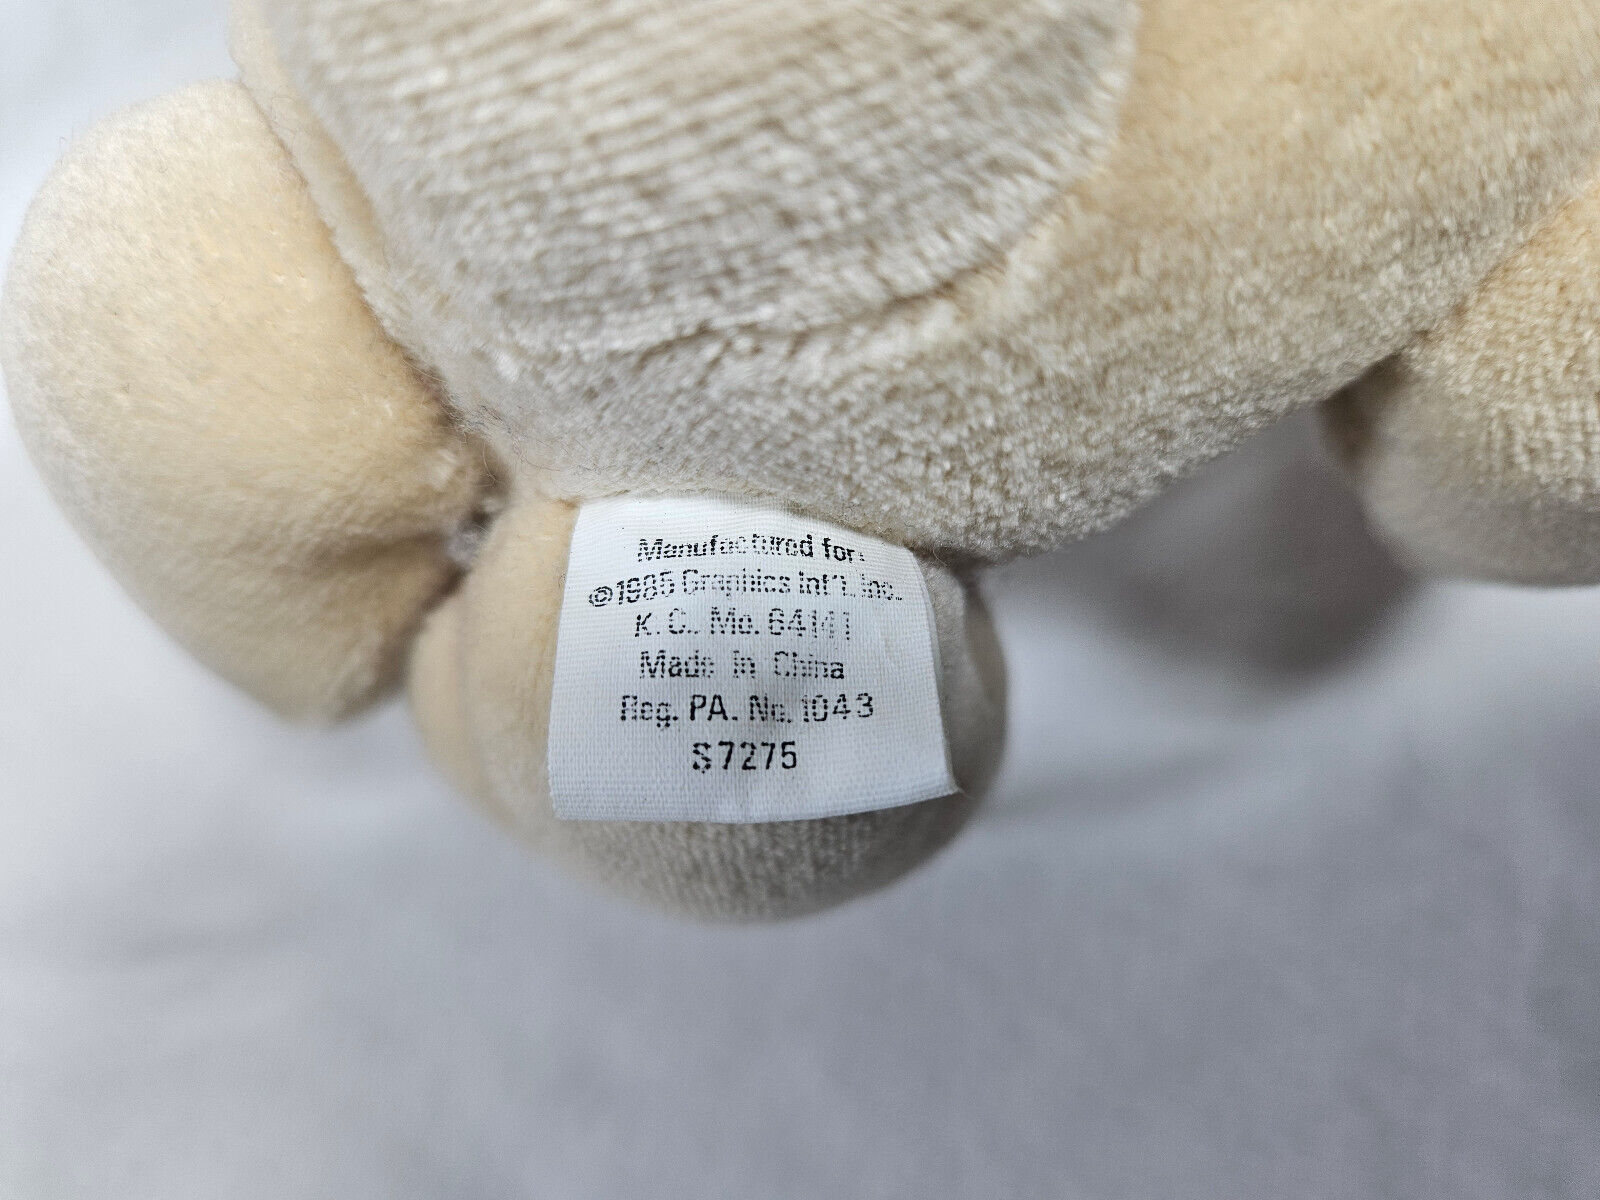 Manufactured for:
©1985 Graphics Int'l. Inc.
K. C., Mo. 64141
Made in China
Reg. PA. No. 1043
S7275